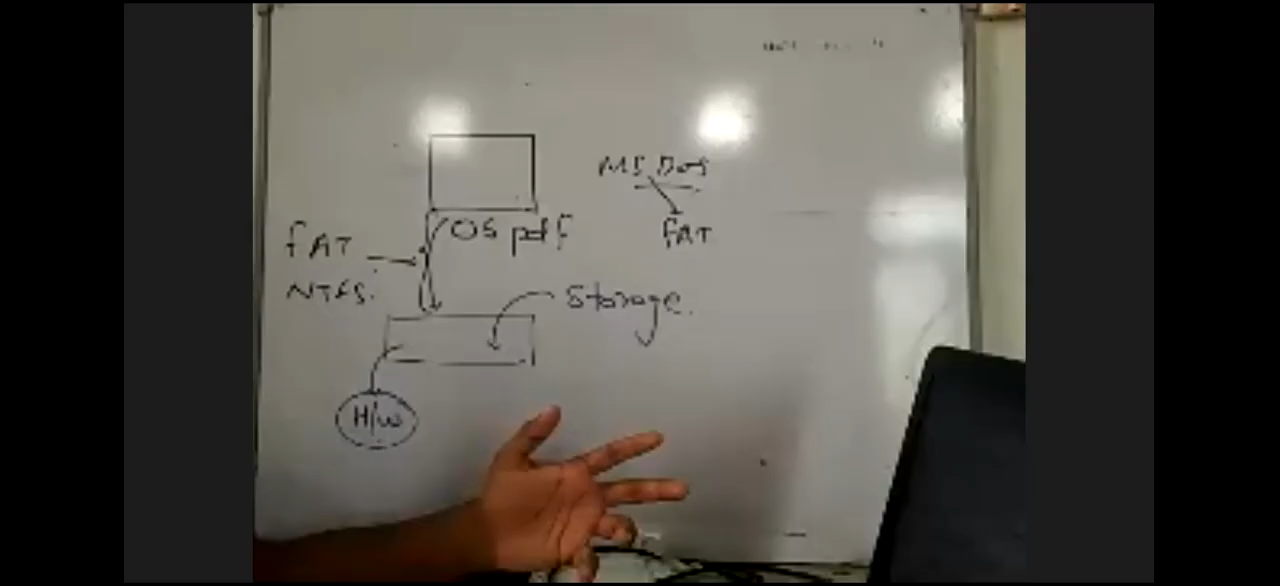 MS DOS
OS pdf
FAT
FAT
NTFS.
Storage.
H/W